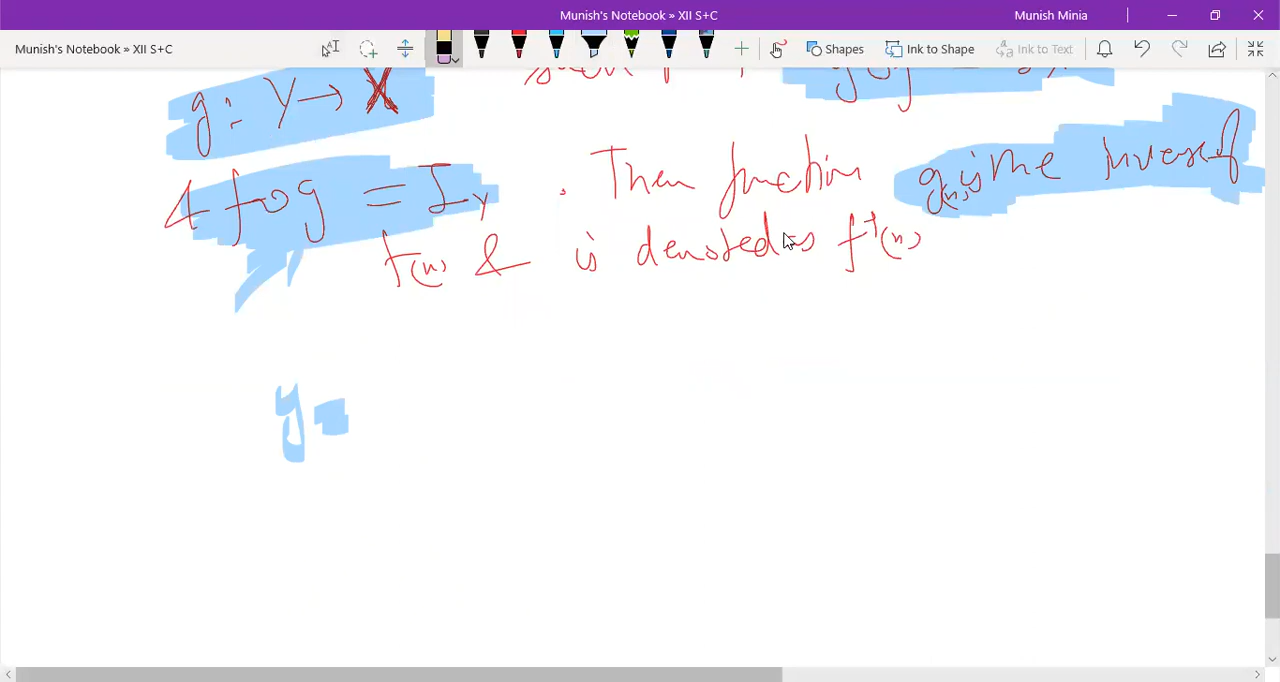 Munish's Notebook » XII S+C
Munish Minia
Munish's Notebook » XII S+C
Shapes
Ink to Shape
Ink to Text
g: Y → X
& fog = I_Y . Then function g(x) is the inverse of
f(x) & is denoted as f⁻¹(x)
y =